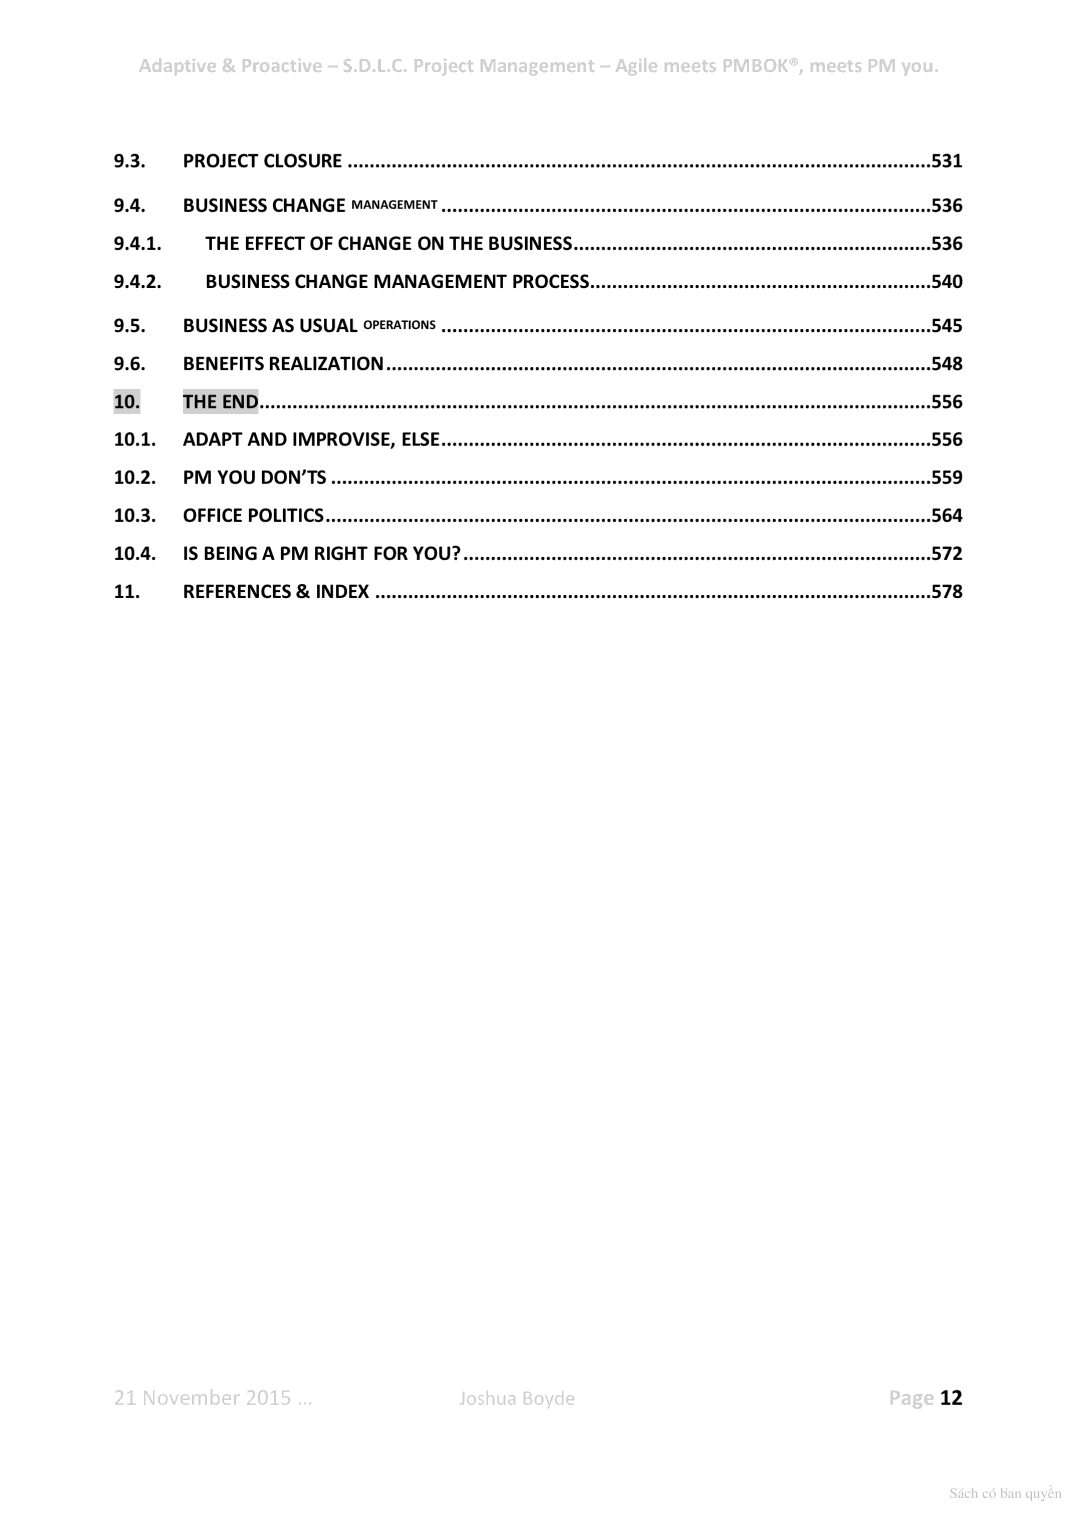 Adaptive & Proactive – S.D.L.C. Project Management – Agile meets PMBOK®, meets PM you.
9.3. PROJECT CLOSURE ..........531
9.4. BUSINESS CHANGE MANAGEMENT ..........536
9.4.1. THE EFFECT OF CHANGE ON THE BUSINESS..........536
9.4.2. BUSINESS CHANGE MANAGEMENT PROCESS..........540
9.5. BUSINESS AS USUAL OPERATIONS ..........545
9.6. BENEFITS REALIZATION..........548
10. THE END..........556
10.1. ADAPT AND IMPROVISE, ELSE..........556
10.2. PM YOU DON’TS ..........559
10.3. OFFICE POLITICS..........564
10.4. IS BEING A PM RIGHT FOR YOU?..........572
11. REFERENCES & INDEX ..........578
21 November 2015 ... Joshua Boyde Page 12
Sách có bản quyền